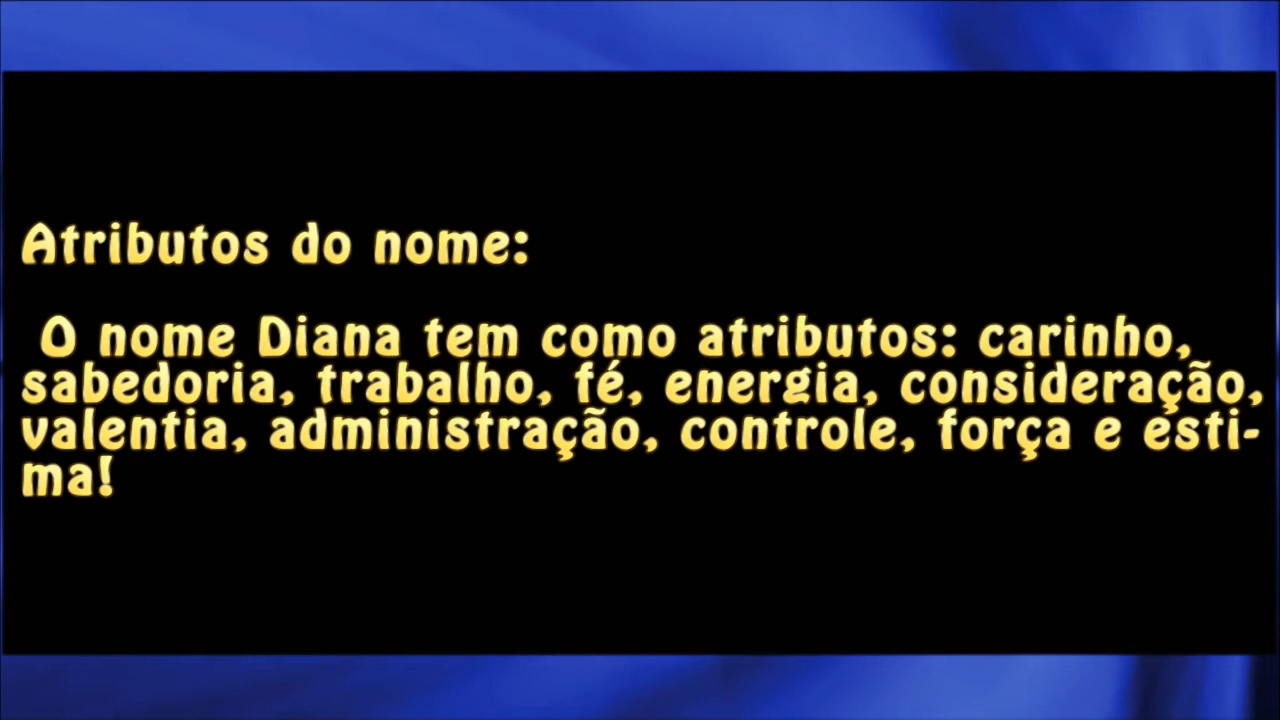 Atributos do nome:
O nome Diana tem como atributos: carinho,
sabedoria, trabalho, fé, energia, consideração,
valentia, administração, controle, força e esti-
ma!